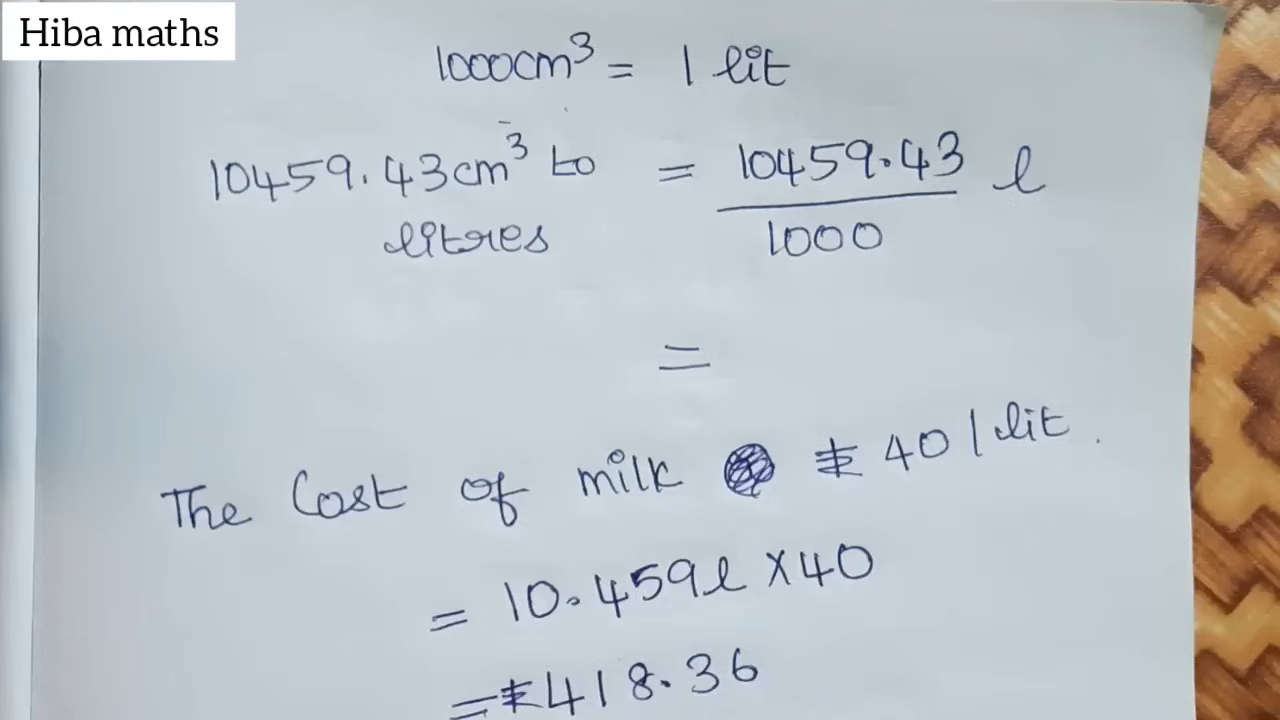 Hiba maths
1000cm³ = 1 lit
10459.43cm³ to = 10459.43 l
litres 1000
=
The Cost of milk ₹ 40 / lit.
= 10.459l × 40
= ₹418.36